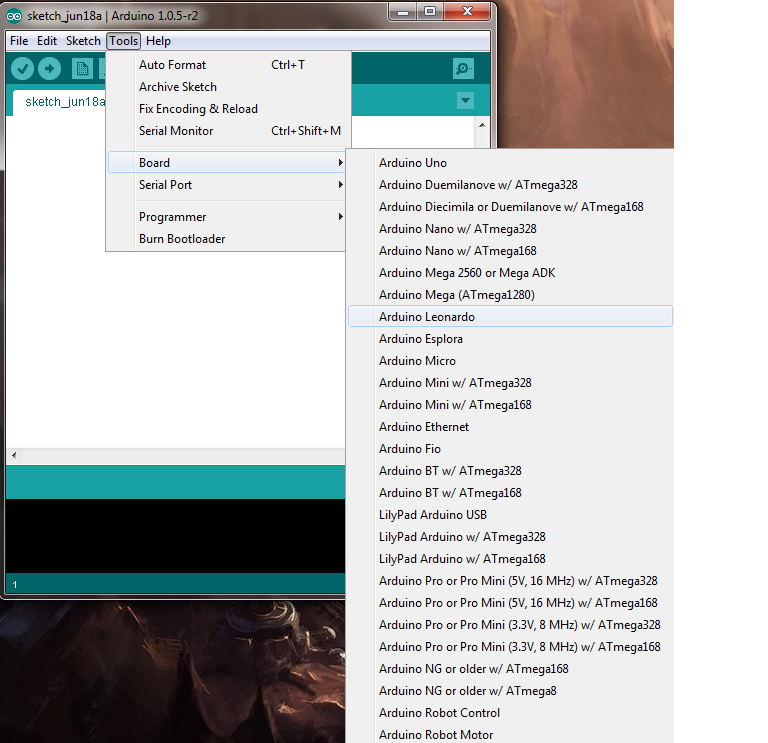 sketch_jun18a | Arduino 1.0.5-r2
File Edit Sketch Tools Help
sketch_jun18a
Auto Format Ctrl+T
Archive Sketch
Fix Encoding & Reload
Serial Monitor Ctrl+Shift+M
Board
Serial Port
Programmer
Burn Bootloader
Arduino Uno
Arduino Duemilanove w/ ATmega328
Arduino Diecimila or Duemilanove w/ ATmega168
Arduino Nano w/ ATmega328
Arduino Nano w/ ATmega168
Arduino Mega 2560 or Mega ADK
Arduino Mega (ATmega1280)
Arduino Leonardo
Arduino Esplora
Arduino Micro
Arduino Mini w/ ATmega328
Arduino Mini w/ ATmega168
Arduino Ethernet
Arduino Fio
Arduino BT w/ ATmega328
Arduino BT w/ ATmega168
LilyPad Arduino USB
LilyPad Arduino w/ ATmega328
LilyPad Arduino w/ ATmega168
Arduino Pro or Pro Mini (5V, 16 MHz) w/ ATmega328
Arduino Pro or Pro Mini (5V, 16 MHz) w/ ATmega168
Arduino Pro or Pro Mini (3.3V, 8 MHz) w/ ATmega328
Arduino Pro or Pro Mini (3.3V, 8 MHz) w/ ATmega168
Arduino NG or older w/ ATmega168
Arduino NG or older w/ ATmega8
Arduino Robot Control
Arduino Robot Motor
1